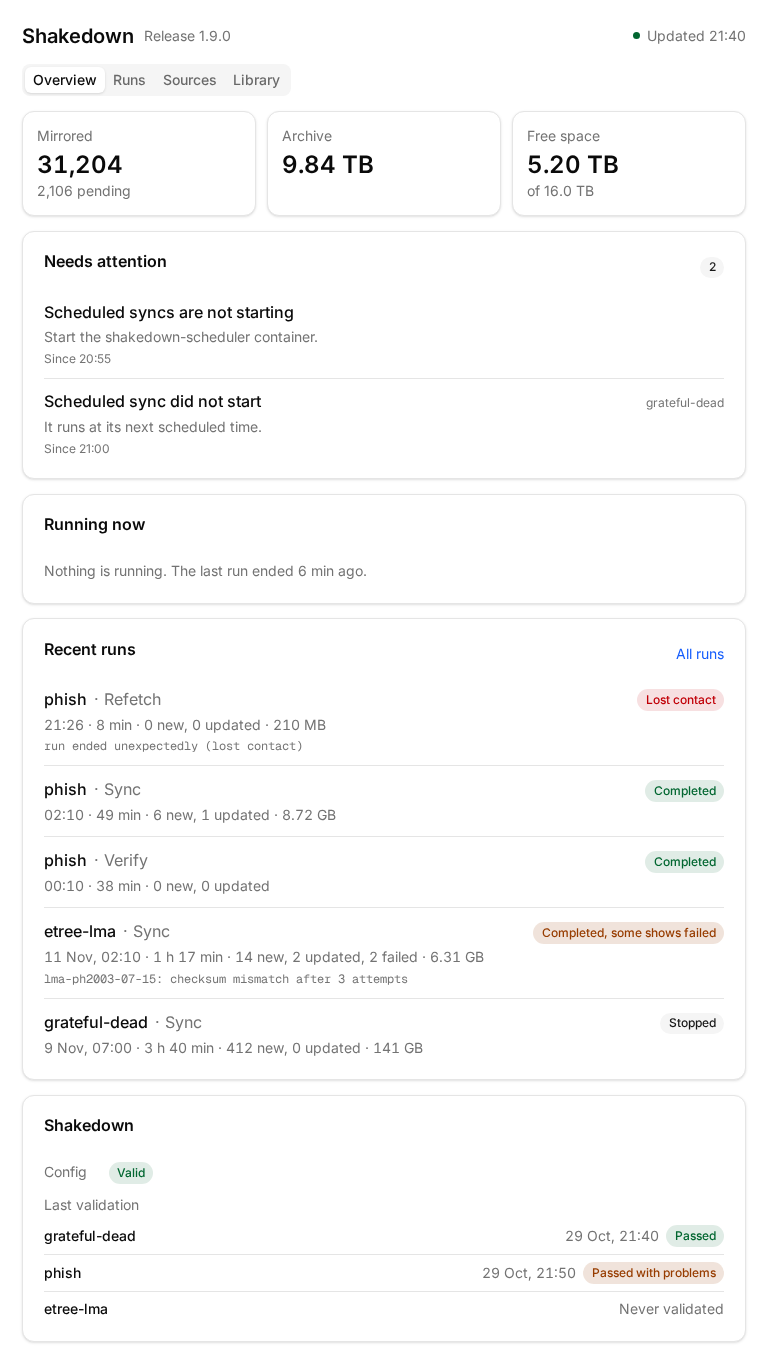 Shakedown Release 1.9.0
Updated 21:40
Overview Runs Sources Library
Mirrored
31,204
2,106 pending
Archive
9.84 TB
Free space
5.20 TB
of 16.0 TB
Needs attention
2
Scheduled syncs are not starting
Start the shakedown-scheduler container.
Since 20:55
Scheduled sync did not start
grateful-dead
It runs at its next scheduled time.
Since 21:00
Running now
Nothing is running. The last run ended 6 min ago.
Recent runs
All runs
phish · Refetch
Lost contact
21:26 · 8 min · 0 new, 0 updated · 210 MB
run ended unexpectedly (lost contact)
phish · Sync
Completed
02:10 · 49 min · 6 new, 1 updated · 8.72 GB
phish · Verify
Completed
00:10 · 38 min · 0 new, 0 updated
etree-lma · Sync
Completed, some shows failed
11 Nov, 02:10 · 1 h 17 min · 14 new, 2 updated, 2 failed · 6.31 GB
lma-ph2003-07-15: checksum mismatch after 3 attempts
grateful-dead · Sync
Stopped
9 Nov, 07:00 · 3 h 40 min · 412 new, 0 updated · 141 GB
Shakedown
Config Valid
Last validation
grateful-dead 29 Oct, 21:40 Passed
phish 29 Oct, 21:50 Passed with problems
etree-lma Never validated